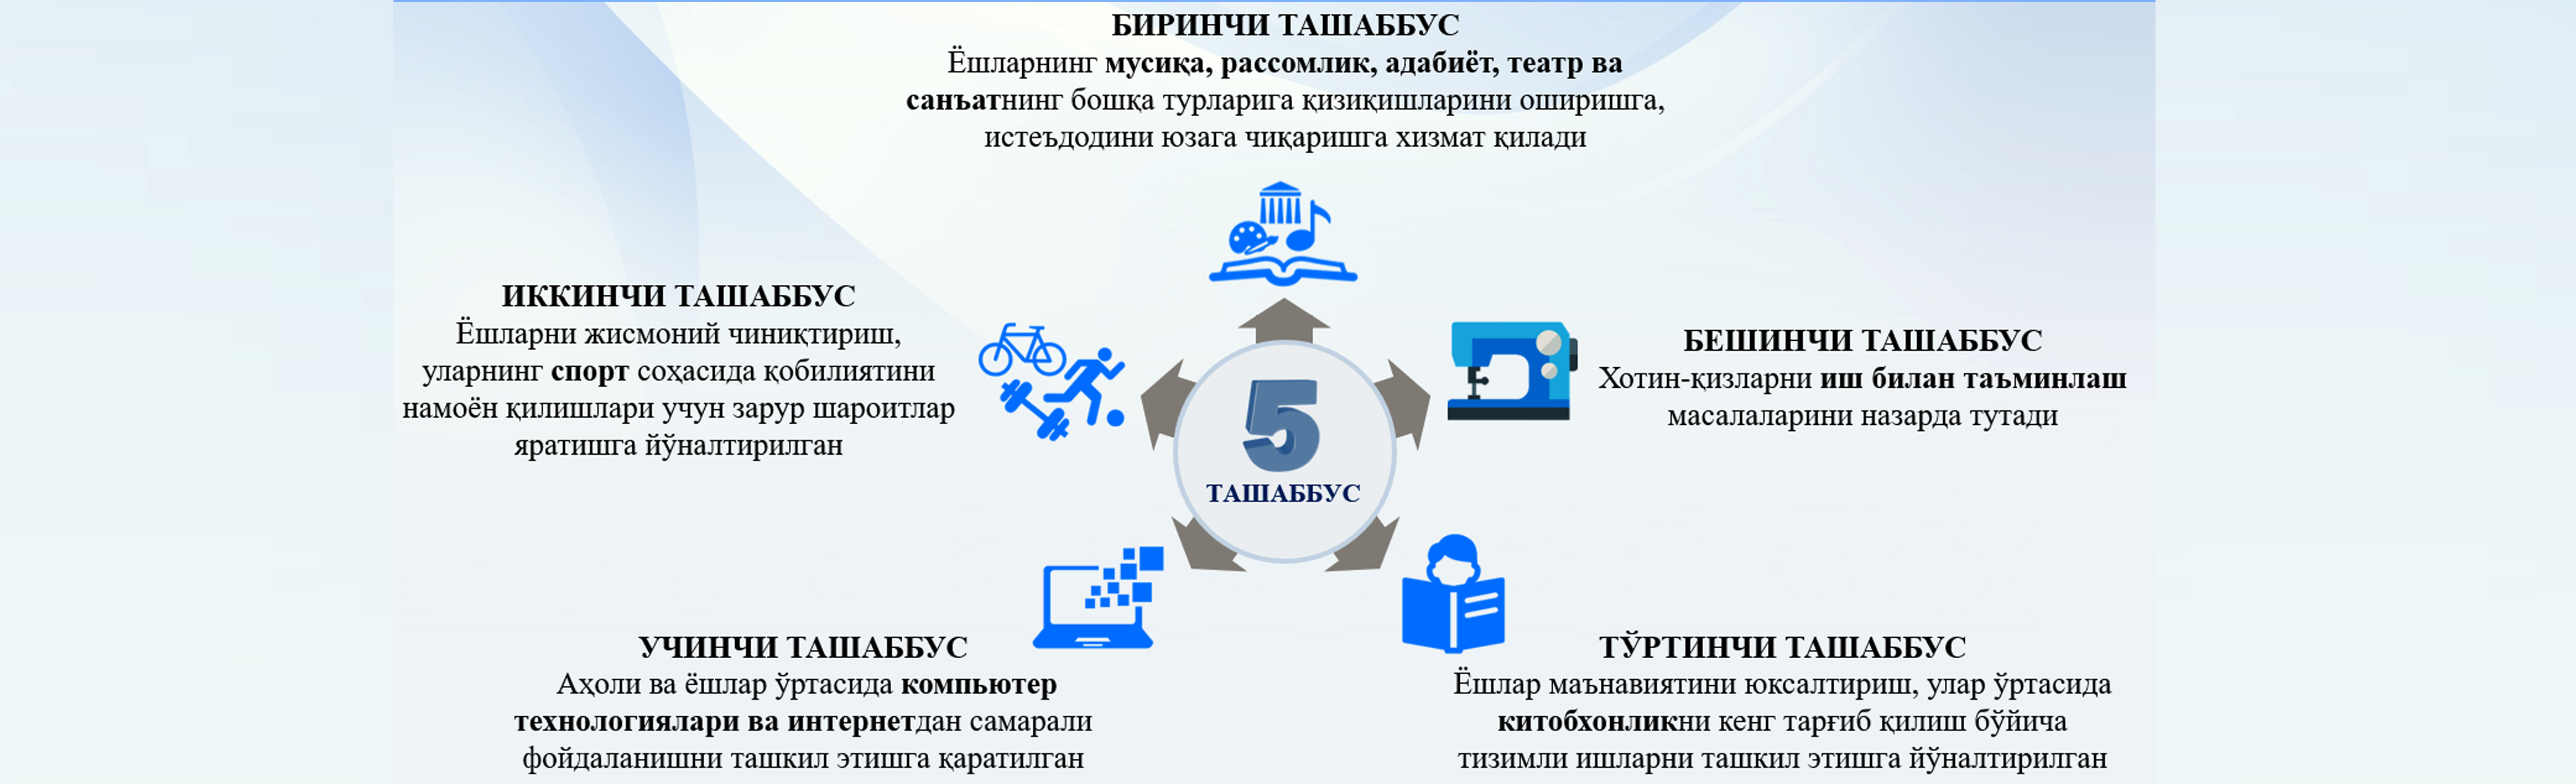 БИРИНЧИ ТАШАББУС
Ёшларнинг мусиқа, рассомлик, адабиёт, театр ва
санъатнинг бошқа турларига қизиқишларини оширишга,
истеъдодини юзага чиқаришга хизмат қилади
ИККИНЧИ ТАШАББУС
Ёшларни жисмоний чиниқтириш,
уларнинг спорт соҳасида қобилиятини
намоён қилишлари учун зарур шароитлар
яратишга йўналтирилган
5
ТАШАББУС
БЕШИНЧИ ТАШАББУС
Хотин-қизларни иш билан таъминлаш
масалаларини назарда тутади
УЧИНЧИ ТАШАББУС
Аҳоли ва ёшлар ўртасида компьютер
технологиялари ва интернетдан самарали
фойдаланишни ташкил этишга қаратилган
ТЎРТИНЧИ ТАШАББУС
Ёшлар маънавиятини юксалтириш, улар ўртасида
китобхонликни кенг тарғиб қилиш бўйича
тизимли ишларни ташкил этишга йўналтирилган